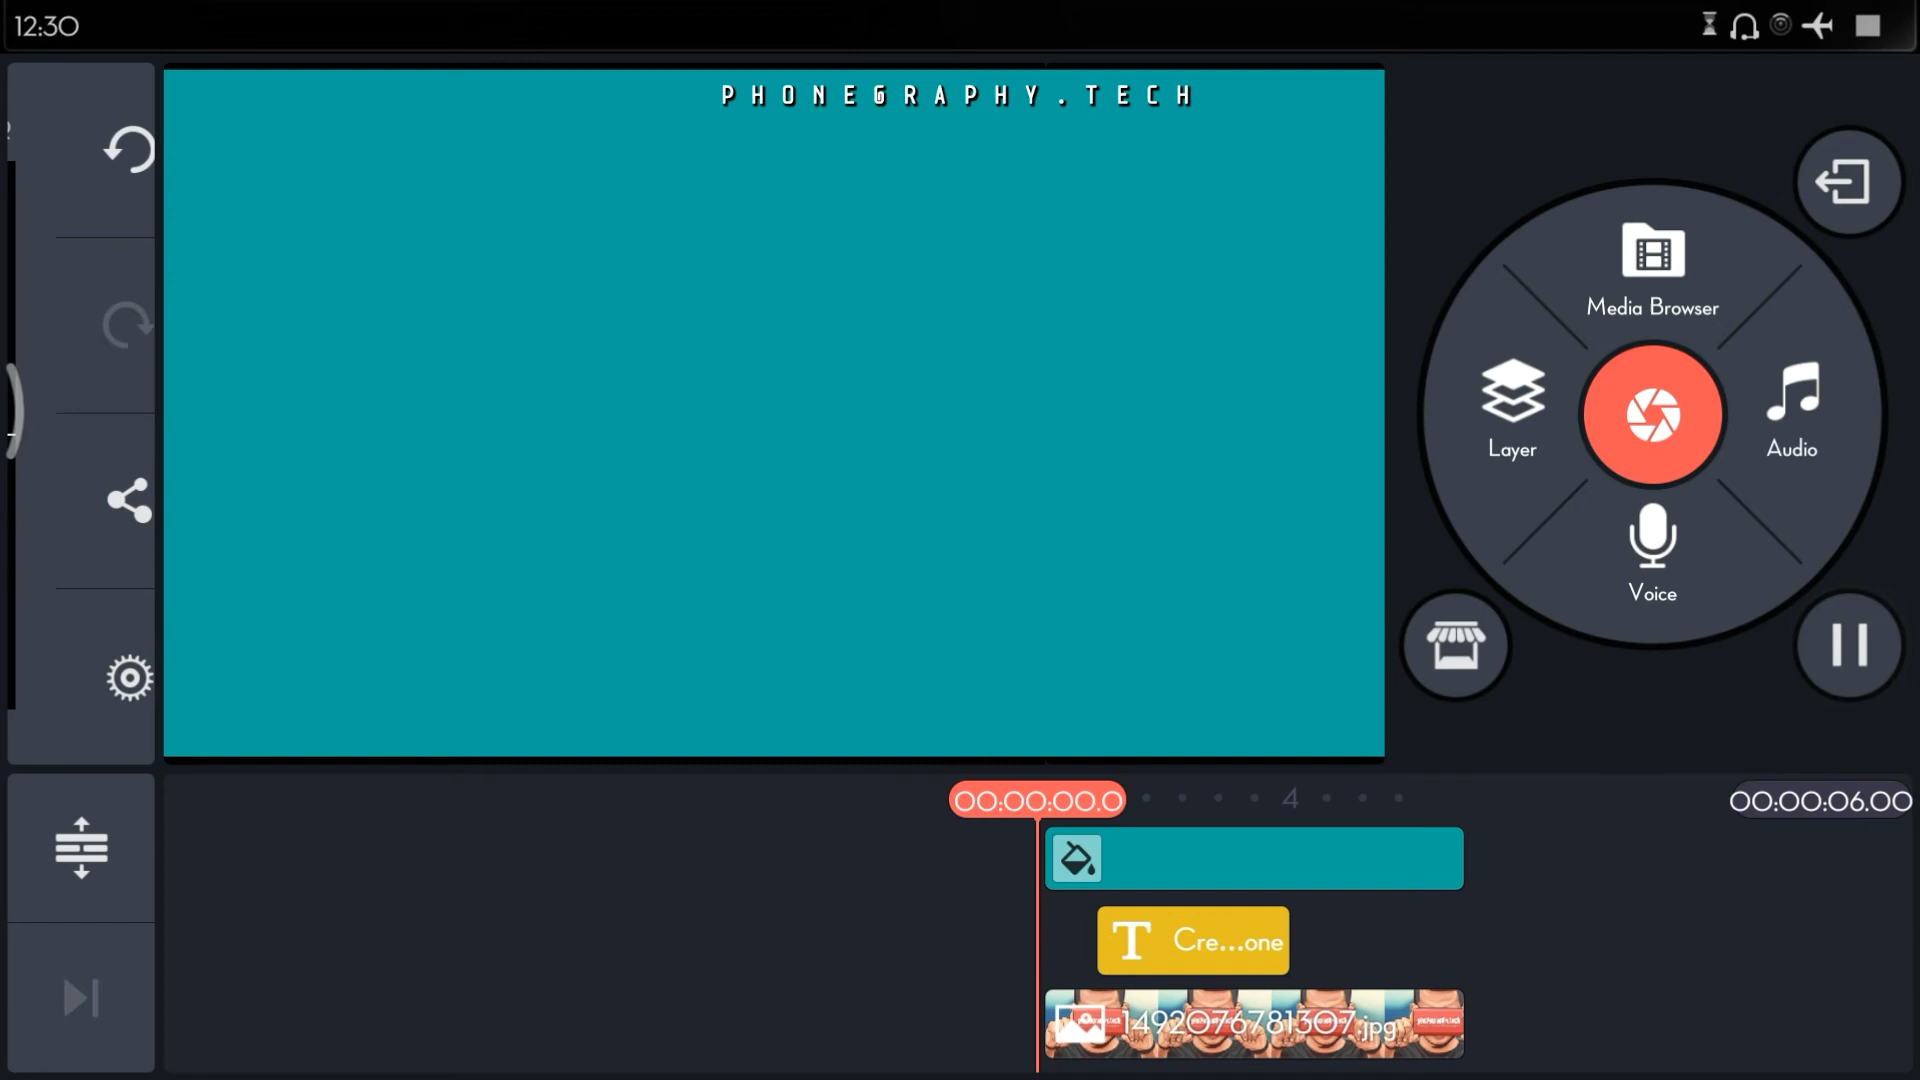 12:30
PHONEGRAPHY.TECH
Media Browser
Layer
Audio
Voice
00:00:00.0
4
00:00:06.00
T Cre...one
1492076781307.jpg